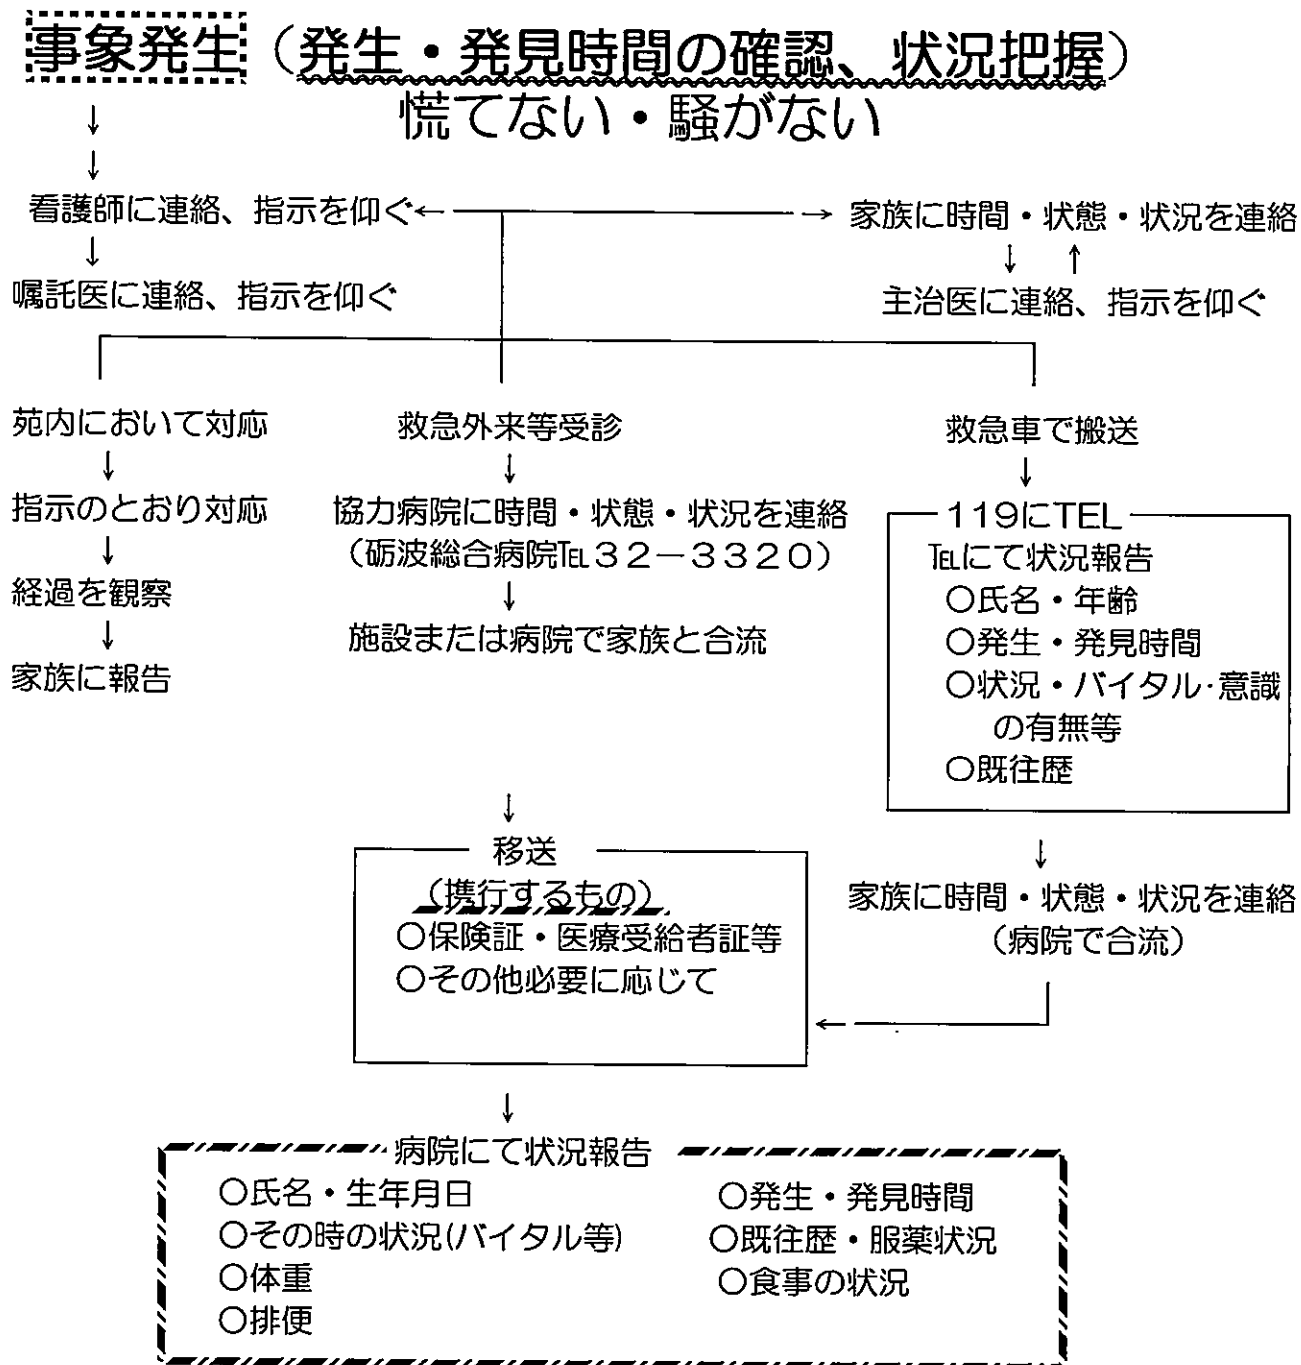 事象発生（発生・発見時間の確認、状況把握）
慌てない・騒がない
↓
↓
看護師に連絡、指示を仰ぐ← → 家族に時間・状態・状況を連絡
↓ ↓ ↑
嘱託医に連絡、指示を仰ぐ 主治医に連絡、指示を仰ぐ
苑内において対応
↓
指示のとおり対応
↓
経過を観察
↓
家族に報告
救急外来等受診
↓
協力病院に時間・状態・状況を連絡
（砺波総合病院℡３２－３３２０）
↓
施設または病院で家族と合流
↓
救急車で搬送
↓
119にTEL
℡にて状況報告
○氏名・年齢
○発生・発見時間
○状況・バイタル・意識
の有無等
○既往歴
↓
家族に時間・状態・状況を連絡
（病院で合流）
←
移送
（携行するもの）
○保険証・医療受給者証等
○その他必要に応じて
↓
病院にて状況報告
○氏名・生年月日
○その時の状況(バイタル等)
○体重
○排便
○発生・発見時間
○既往歴・服薬状況
○食事の状況